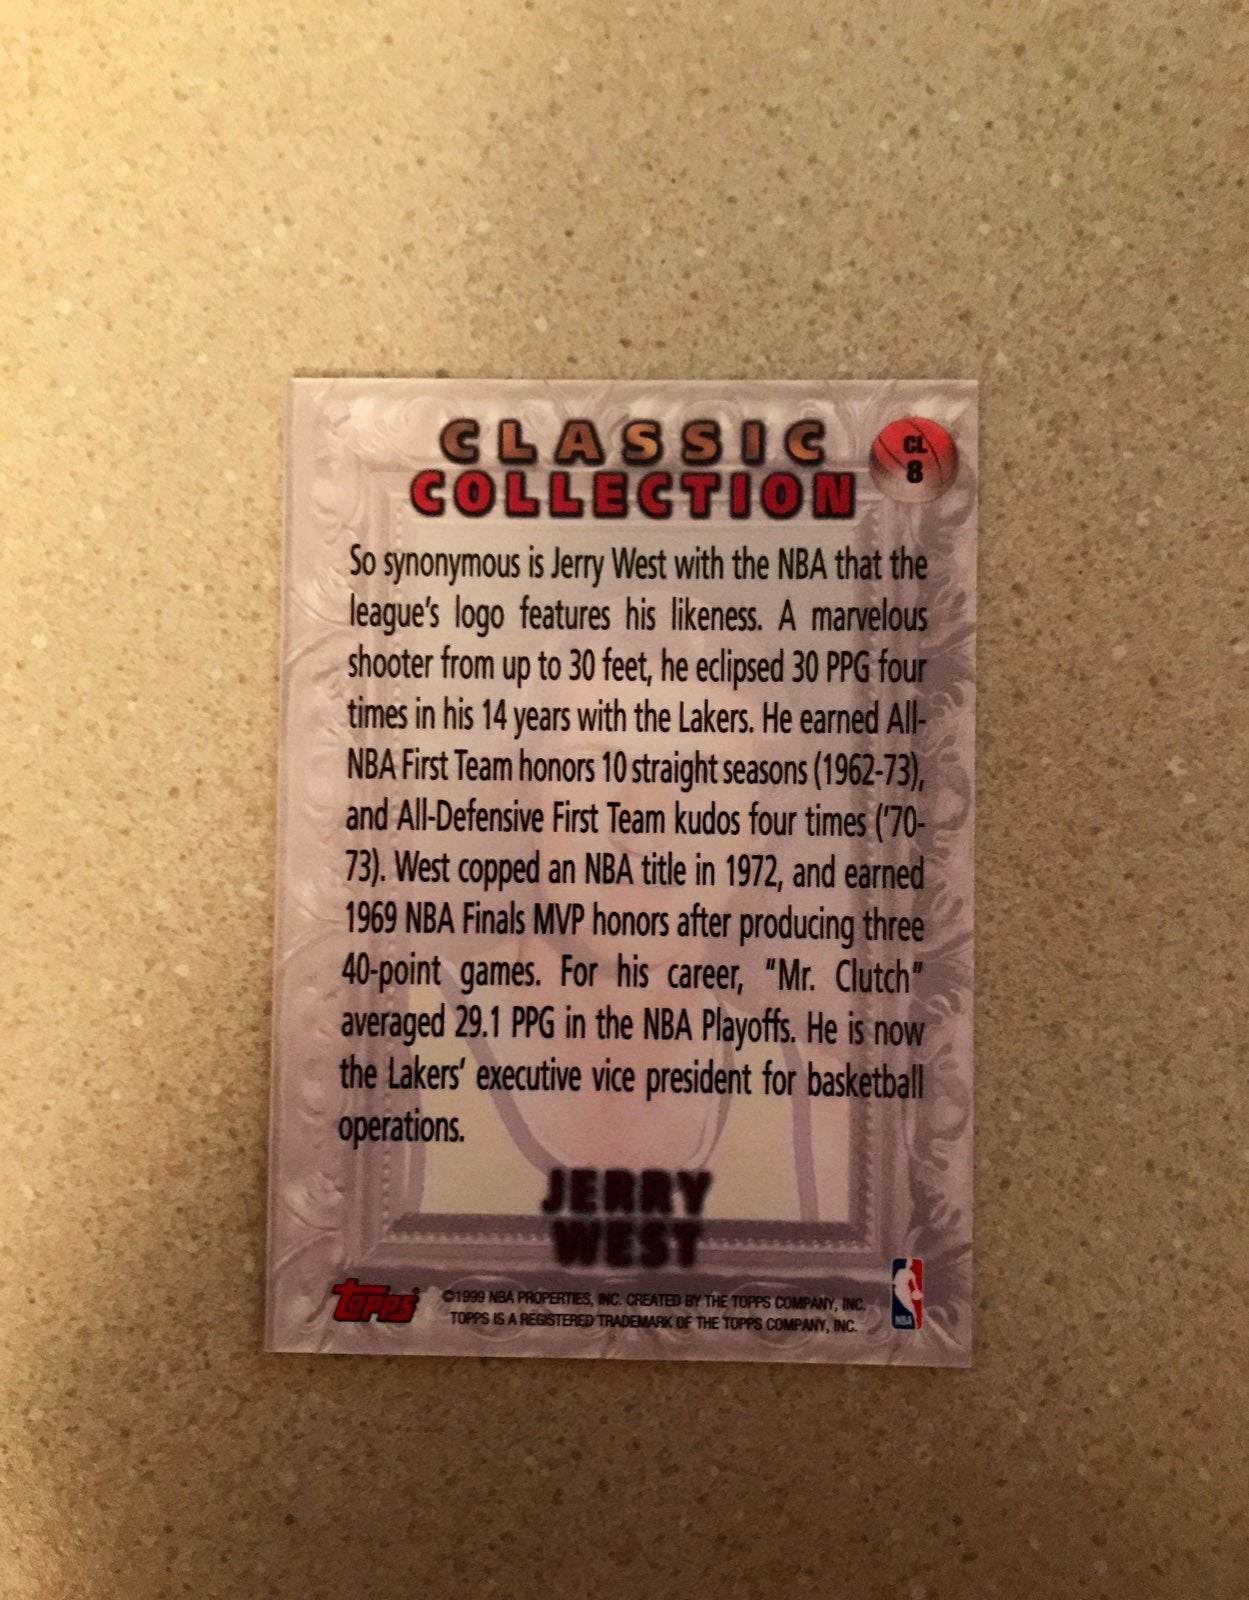 CLASSIC
COLLECTION
CL
8
So synonymous is Jerry West with the NBA that the
league's logo features his likeness. A marvelous
shooter from up to 30 feet, he eclipsed 30 PPG four
times in his 14 years with the Lakers. He earned All-
NBA First Team honors 10 straight seasons (1962-73),
and All-Defensive First Team kudos four times ('70-
73). West copped an NBA title in 1972, and earned
1969 NBA Finals MVP honors after producing three
40-point games. For his career, "Mr. Clutch"
averaged 29.1 PPG in the NBA Playoffs. He is now
the Lakers' executive vice president for basketball
operations.
JERRY
WEST
topps®
©1999 NBA PROPERTIES, INC. CREATED BY THE TOPPS COMPANY, INC.
TOPPS IS A REGISTERED TRADEMARK OF THE TOPPS COMPANY, INC.
NBA